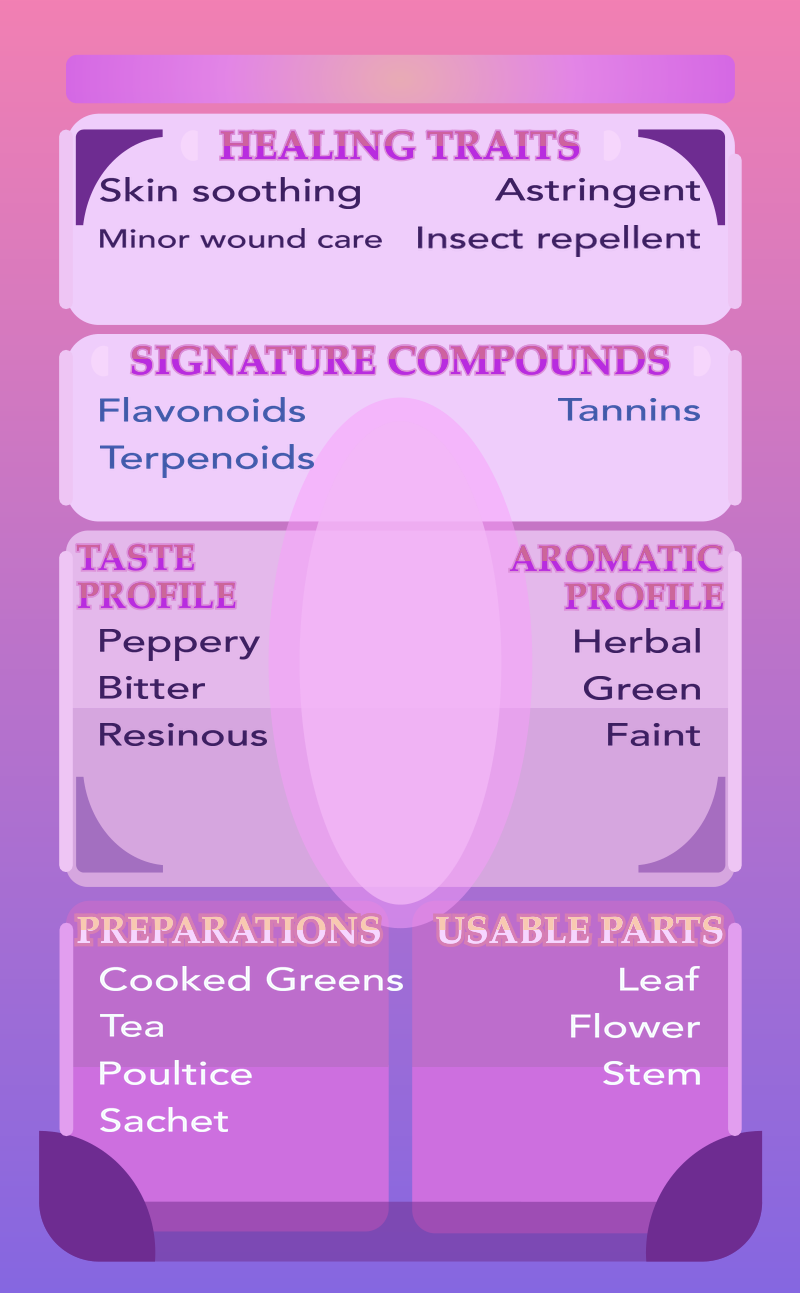 HEALING TRAITS
Skin soothing Astringent
Minor wound care Insect repellent
SIGNATURE COMPOUNDS
Flavonoids Tannins
Terpenoids
TASTE
PROFILE
Peppery
Bitter
Resinous
AROMATIC
PROFILE
Herbal
Green
Faint
PREPARATIONS
Cooked Greens
Tea
Poultice
Sachet
USABLE PARTS
Leaf
Flower
Stem